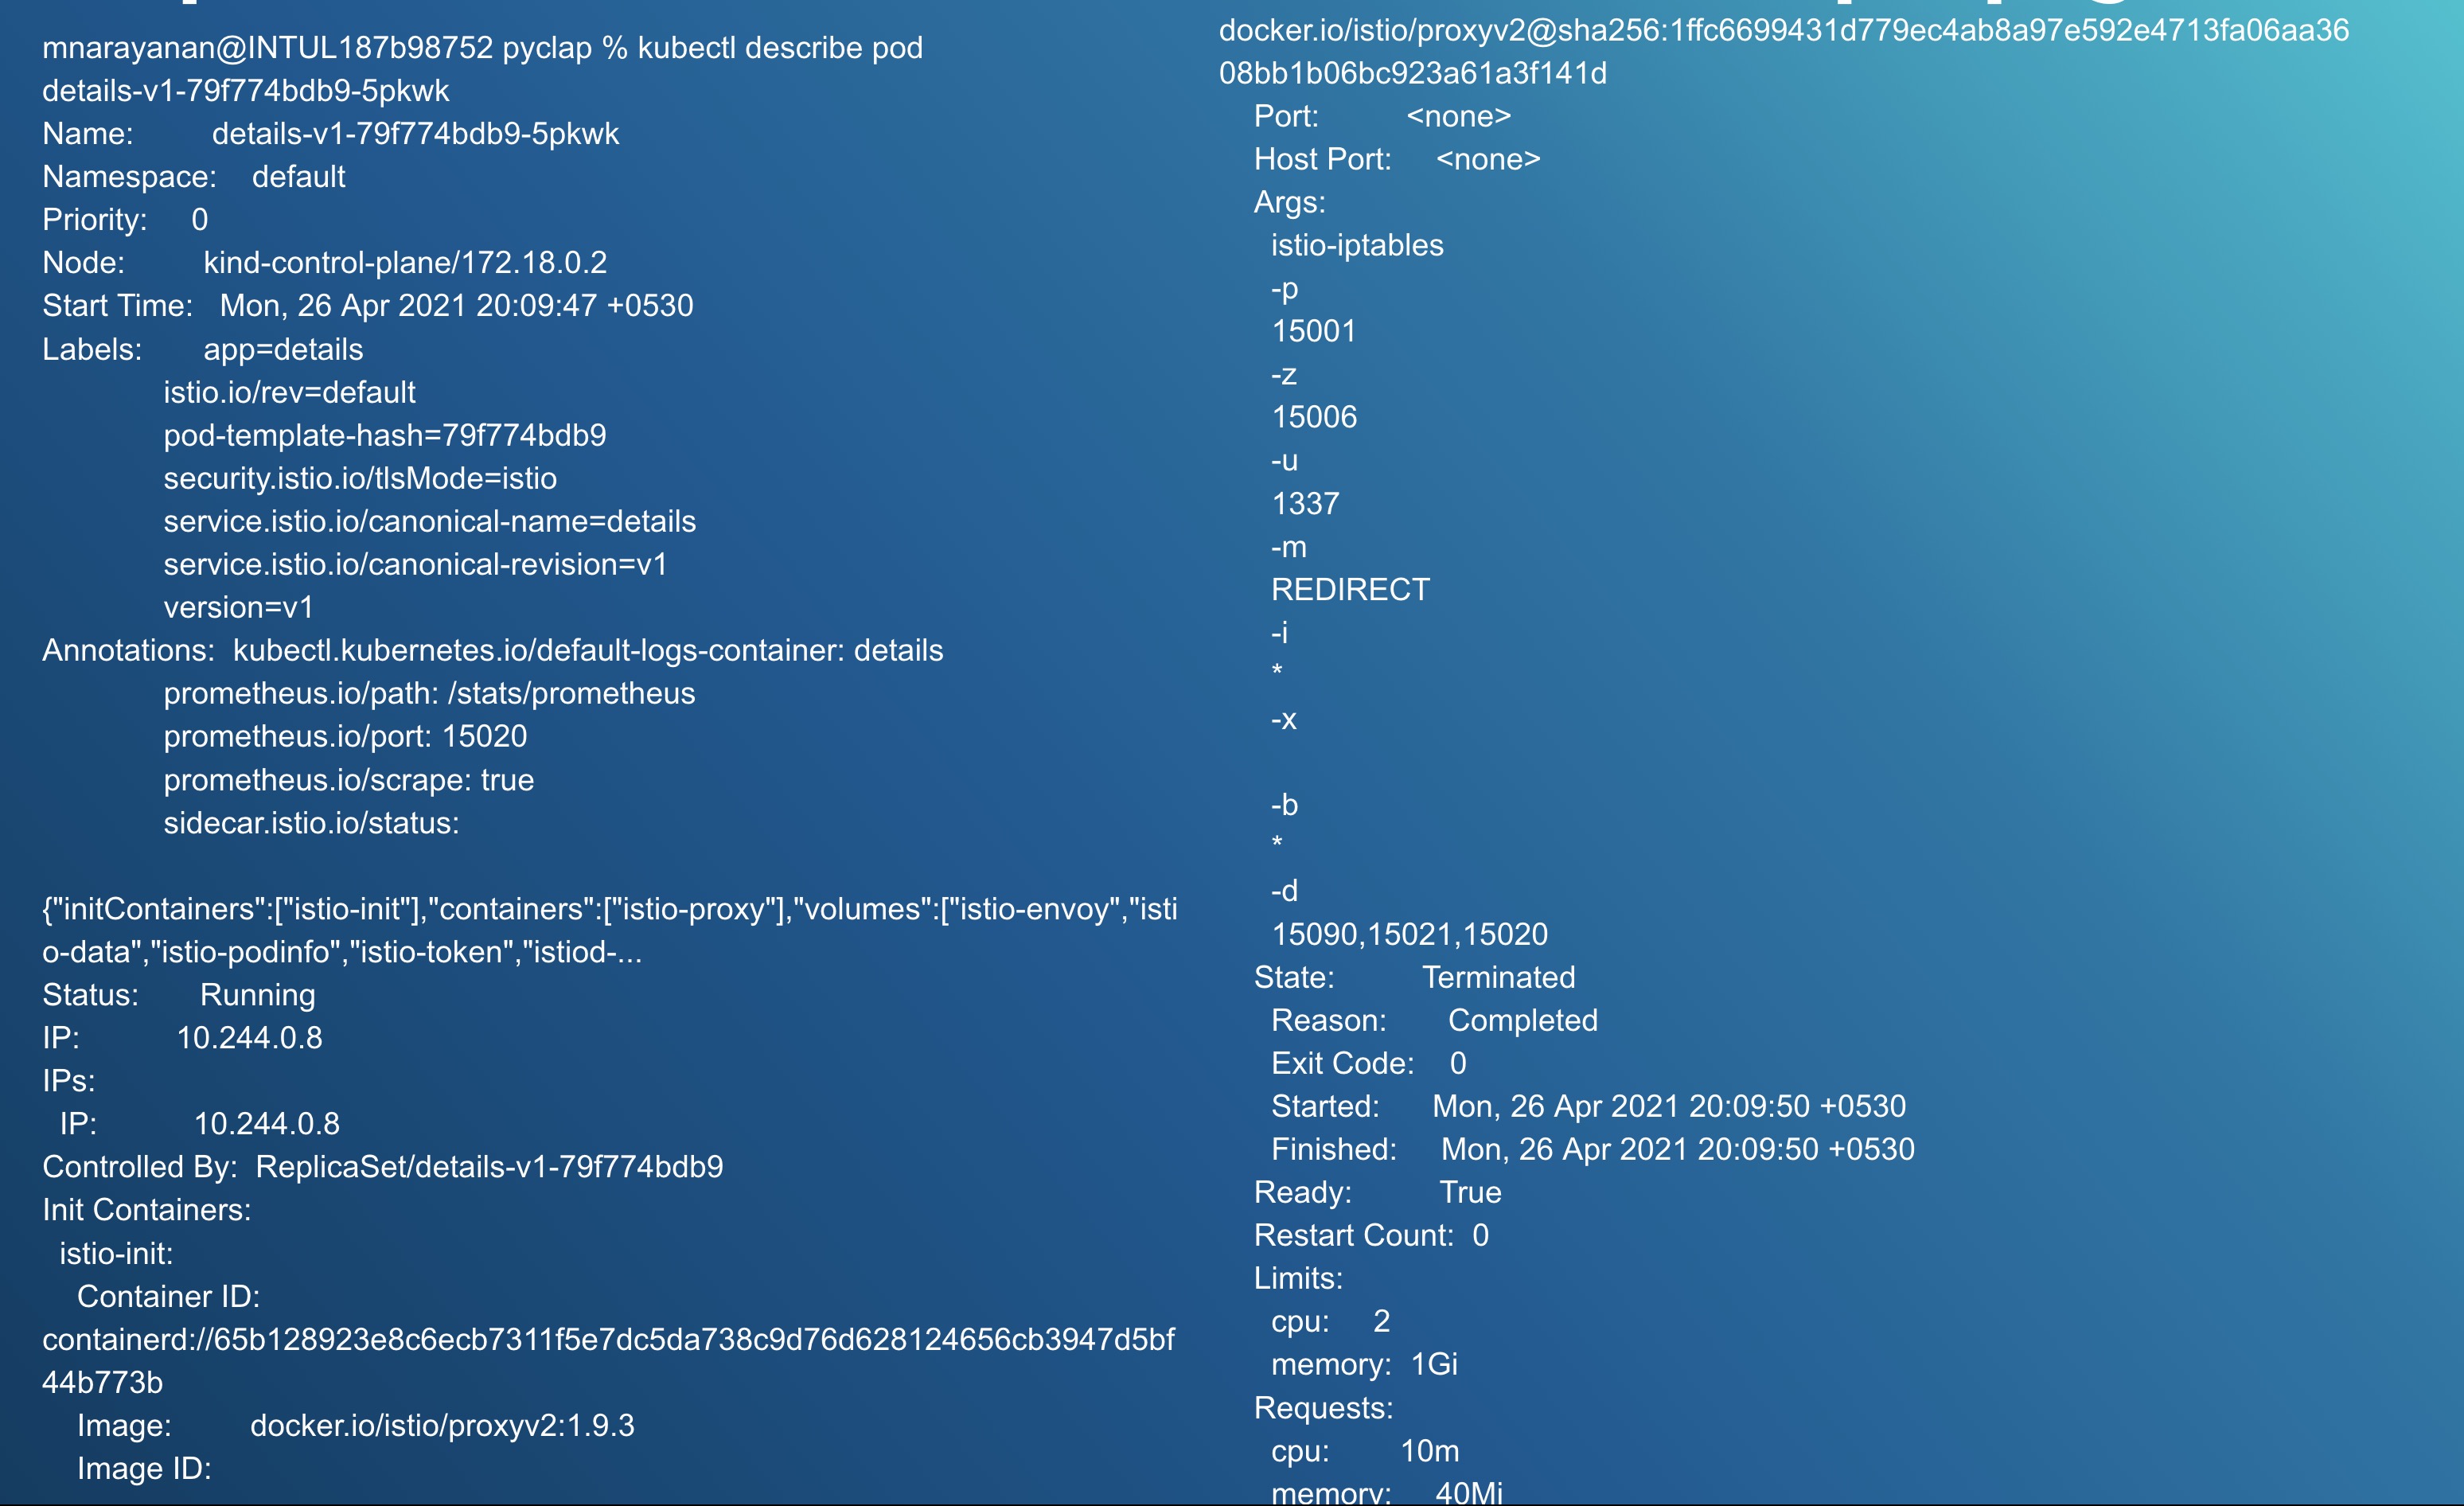 mnarayanan@INTUL187b98752 pyclap % kubectl describe pod
details-v1-79f774bdb9-5pkwk
Name:         details-v1-79f774bdb9-5pkwk
Namespace:    default
Priority:     0
Node:         kind-control-plane/172.18.0.2
Start Time:   Mon, 26 Apr 2021 20:09:47 +0530
Labels:       app=details
              istio.io/rev=default
              pod-template-hash=79f774bdb9
              security.istio.io/tlsMode=istio
              service.istio.io/canonical-name=details
              service.istio.io/canonical-revision=v1
              version=v1
Annotations:  kubectl.kubernetes.io/default-logs-container: details
              prometheus.io/path: /stats/prometheus
              prometheus.io/port: 15020
              prometheus.io/scrape: true
              sidecar.istio.io/status:
{"initContainers":["istio-init"],"containers":["istio-proxy"],"volumes":["istio-envoy","isti
o-data","istio-podinfo","istio-token","istiod-...
Status:       Running
IP:           10.244.0.8
IPs:
  IP:           10.244.0.8
Controlled By:  ReplicaSet/details-v1-79f774bdb9
Init Containers:
  istio-init:
    Container ID:
containerd://65b128923e8c6ecb7311f5e7dc5da738c9d76d628124656cb3947d5bf
44b773b
    Image:         docker.io/istio/proxyv2:1.9.3
    Image ID:
docker.io/istio/proxyv2@sha256:1ffc6699431d779ec4ab8a97e592e4713fa06aa36
08bb1b06bc923a61a3f141d
    Port:          <none>
    Host Port:     <none>
    Args:
      istio-iptables
      -p
      15001
      -z
      15006
      -u
      1337
      -m
      REDIRECT
      -i
      *
      -x
      -b
      *
      -d
      15090,15021,15020
    State:          Terminated
      Reason:       Completed
      Exit Code:    0
      Started:      Mon, 26 Apr 2021 20:09:50 +0530
      Finished:     Mon, 26 Apr 2021 20:09:50 +0530
    Ready:          True
    Restart Count:  0
    Limits:
      cpu:     2
      memory:  1Gi
    Requests:
      cpu:        10m
      memory:     40Mi